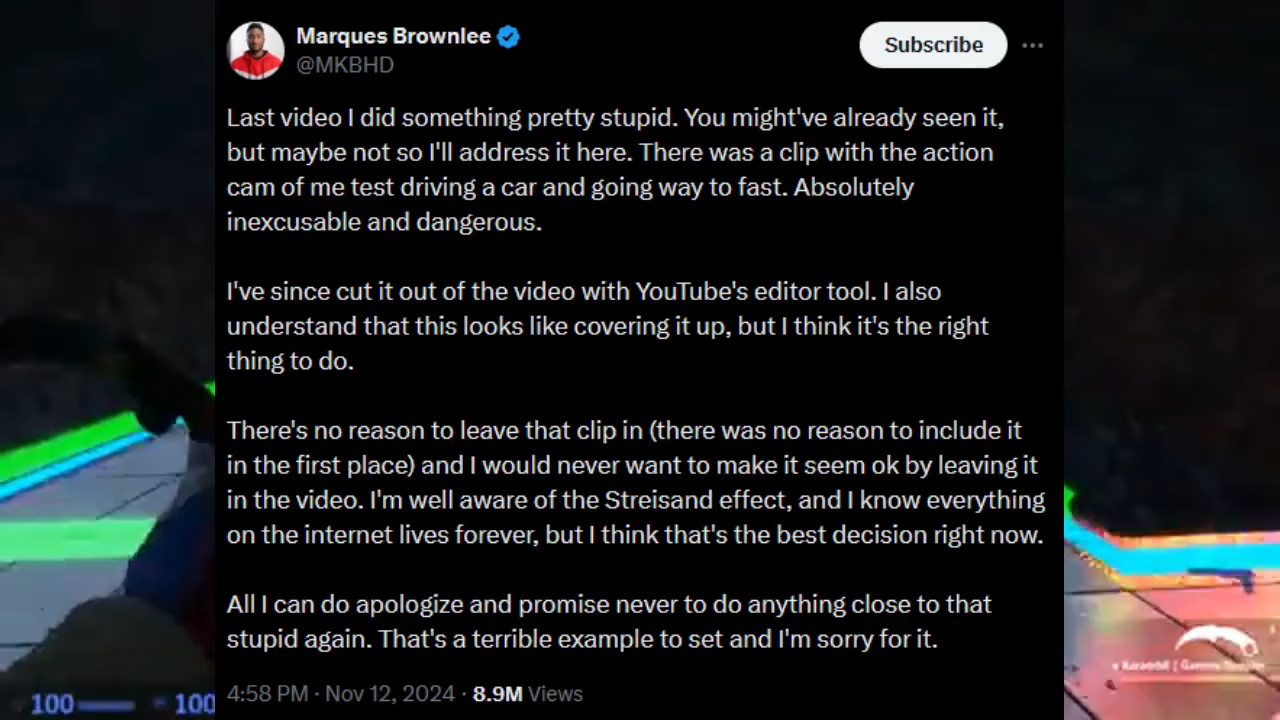 Marques Brownlee
@MKBHD
Subscribe
Last video I did something pretty stupid. You might've already seen it,
but maybe not so I'll address it here. There was a clip with the action
cam of me test driving a car and going way to fast. Absolutely
inexcusable and dangerous.
I've since cut it out of the video with YouTube's editor tool. I also
understand that this looks like covering it up, but I think it's the right
thing to do.
There's no reason to leave that clip in (there was no reason to include it
in the first place) and I would never want to make it seem ok by leaving it
in the video. I'm well aware of the Streisand effect, and I know everything
on the internet lives forever, but I think that's the best decision right now.
All I can do apologize and promise never to do anything close to that
stupid again. That's a terrible example to set and I'm sorry for it.
4:58 PM · Nov 12, 2024 · 8.9M Views
100
100